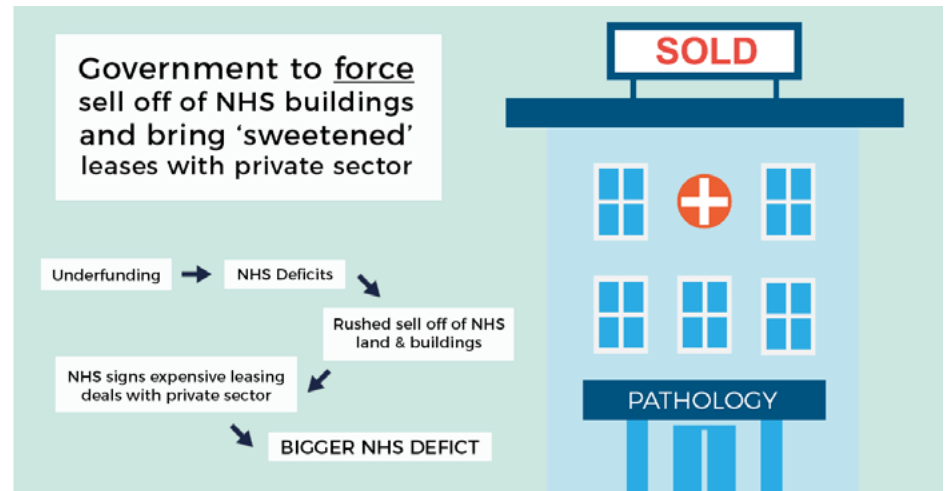 Government to force
sell off of NHS buildings
and bring ‘sweetened’
leases with private sector
SOLD
Underfunding
NHS Deficits
Rushed sell off of NHS
land & buildings
NHS signs expensive leasing
deals with private sector
BIGGER NHS DEFICT
PATHOLOGY